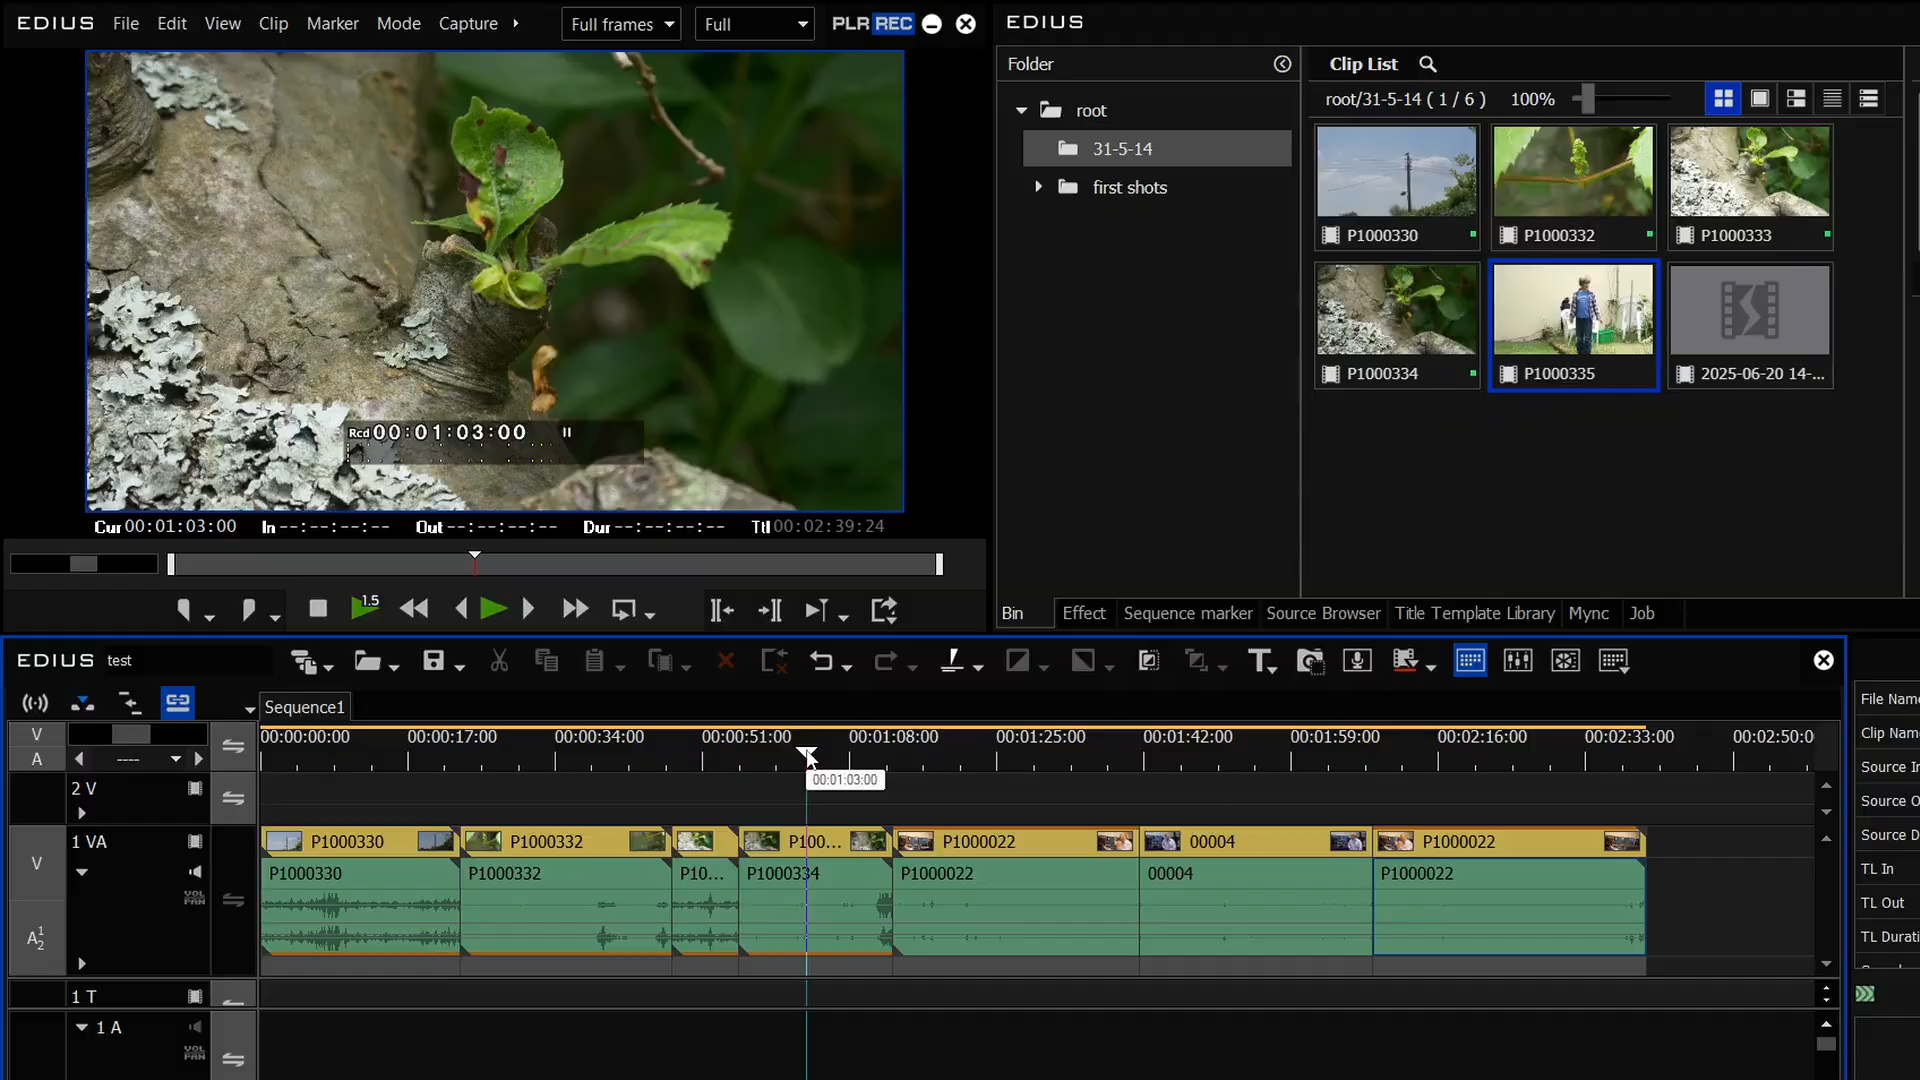 EDIUS File Edit View Clip Marker Mode Capture Full frames Full PLR REC
EDIUS
Folder
Clip List
root/31-5-14 ( 1 / 6 ) 100%
root
31-5-14
first shots
P1000330
P1000332
P1000333
P1000334
P1000335
2025-06-20 14-...
Rcd 00:01:03:00
Cur 00:01:03:00 In --:--:--:-- Out --:--:--:-- Dur --:--:--:-- Ttl 00:02:39:24
1.5
Bin Effect Sequence marker Source Browser Title Template Library Mync Job
EDIUS test
Sequence1
V
A
----
00:00:00:00 00:00:17:00 00:00:34:00 00:00:51:00 00:01:08:00 00:01:25:00 00:01:42:00 00:01:59:00 00:02:16:00 00:02:33:00 00:02:50:0
00:01:03:00
2 V
1 VA
V
P1000330 P1000332 P100... P1000022 00004 P1000022
P1000330 P1000332 P10... P1000334 P1000022 00004 P1000022
VOL
PAN
A 1 2
1 T
1 A
VOL
PAN
File Name
Clip Name
Source In
Source O
Source D
TL In
TL Out
TL Durati